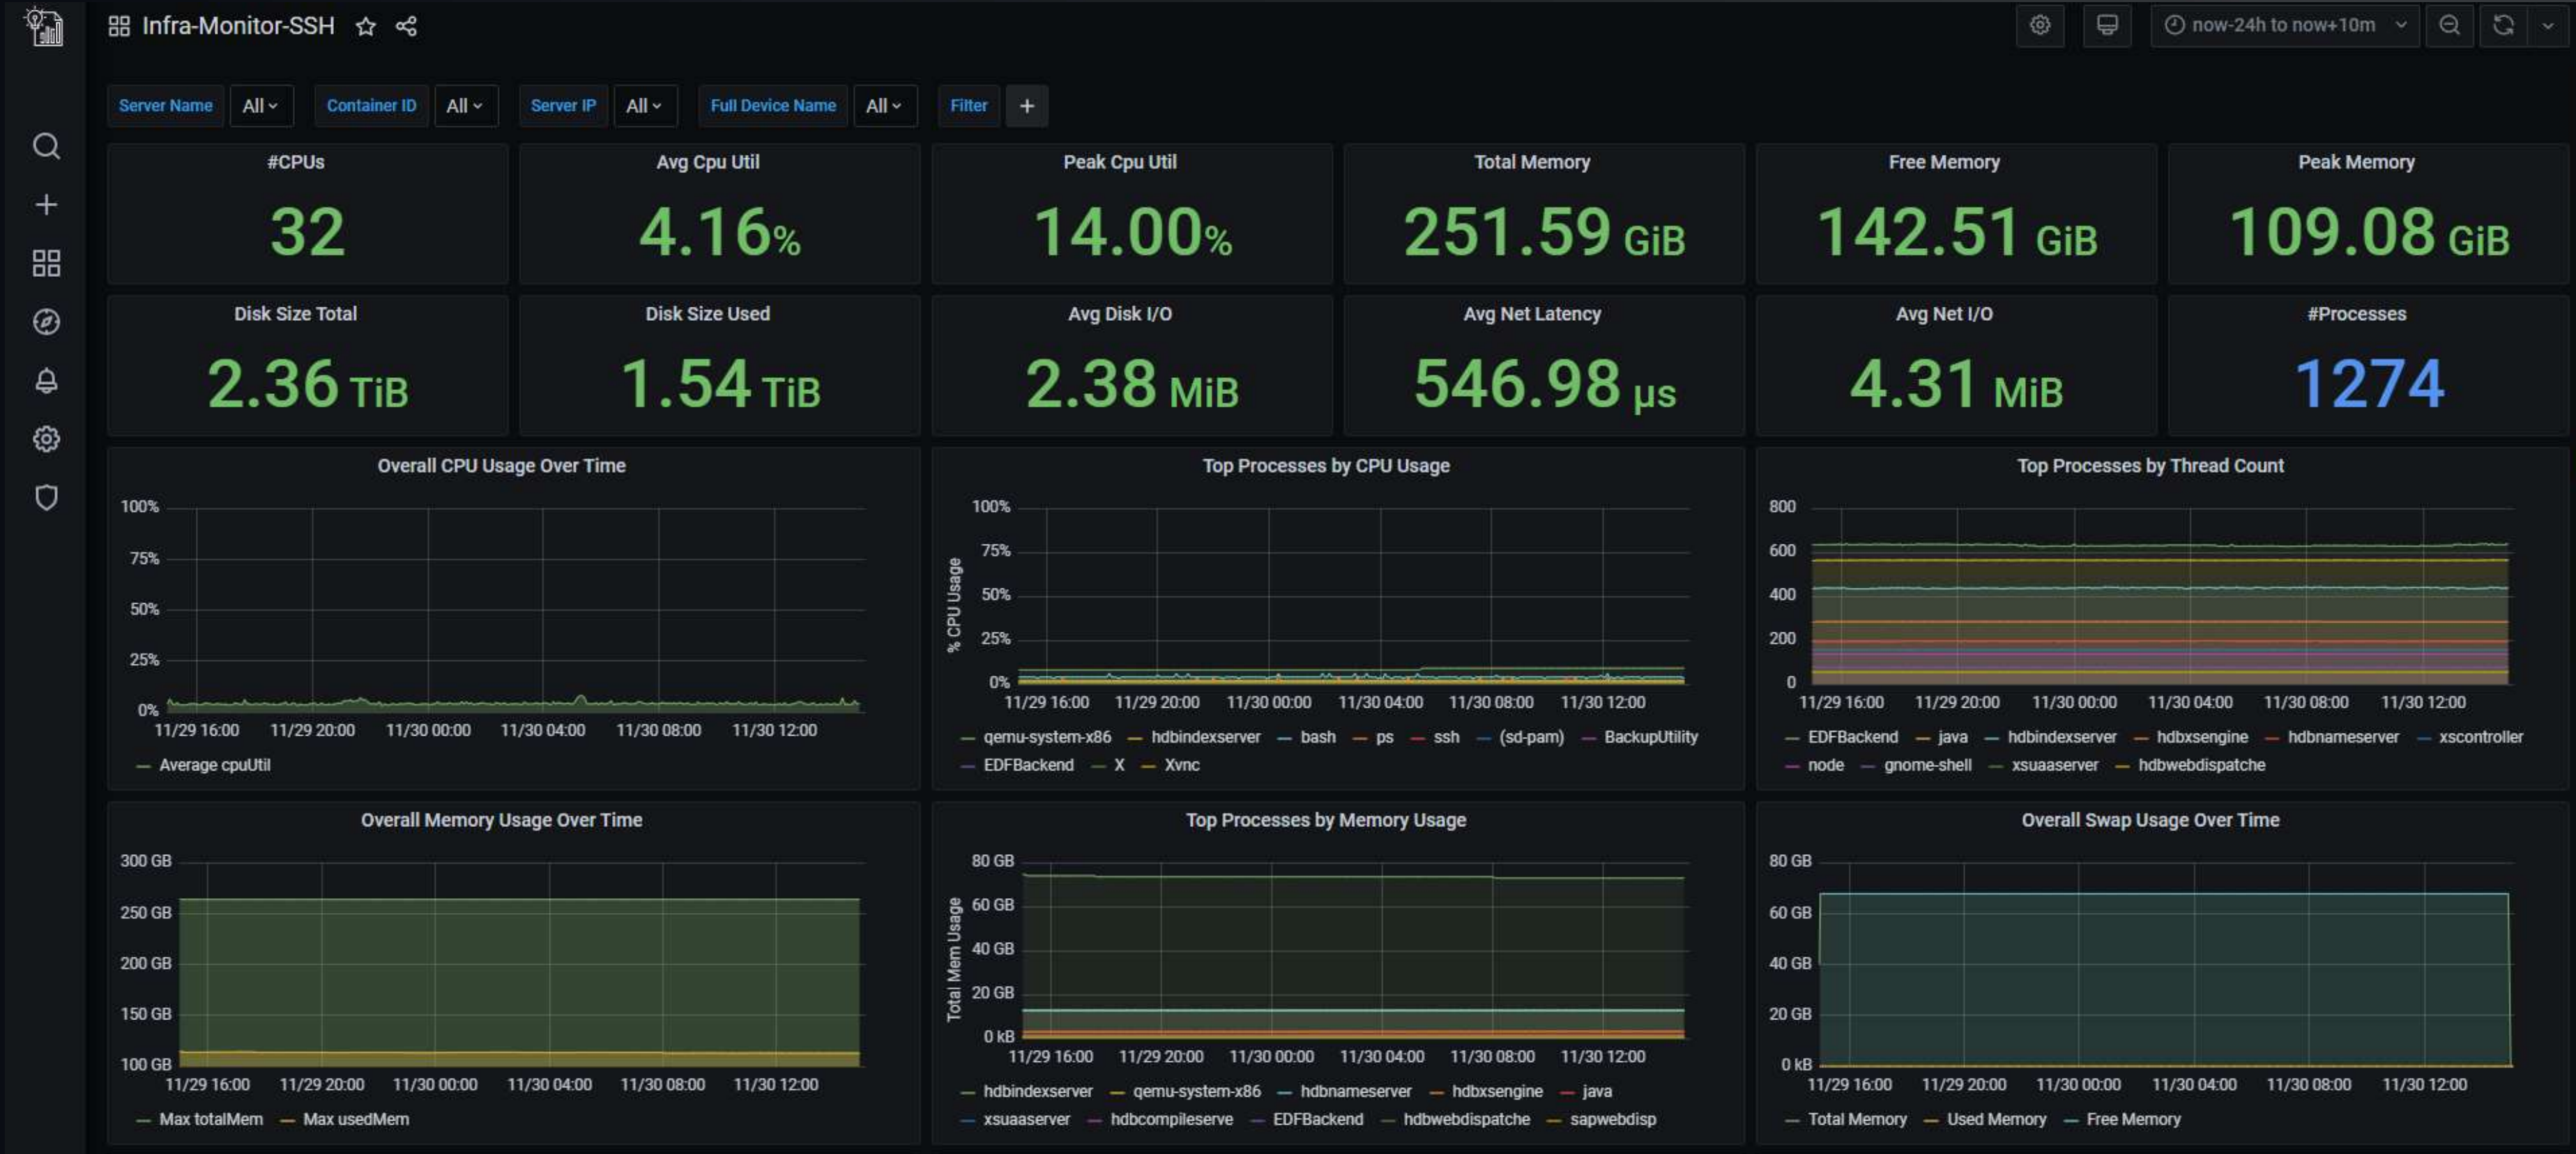 Infra-Monitor-SSH
now-24h to now+10m
Server Name All Container ID All Server IP All Full Device Name All Filter +
#CPUs
32
Avg Cpu Util
4.16%
Peak Cpu Util
14.00%
Total Memory
251.59 GiB
Free Memory
142.51 GiB
Peak Memory
109.08 GiB
Disk Size Total
2.36 TiB
Disk Size Used
1.54 TiB
Avg Disk I/O
2.38 MiB
Avg Net Latency
546.98 µs
Avg Net I/O
4.31 MiB
#Processes
1274
Overall CPU Usage Over Time
100%
75%
50%
25%
0%
11/29 16:00 11/29 20:00 11/30 00:00 11/30 04:00 11/30 08:00 11/30 12:00
Average cpuUtil
Top Processes by CPU Usage
% CPU Usage
100%
75%
50%
25%
0%
11/29 16:00 11/29 20:00 11/30 00:00 11/30 04:00 11/30 08:00 11/30 12:00
qemu-system-x86 hdbindexserver bash ps ssh (sd-pam) BackupUtility
EDFBackend X Xvnc
Top Processes by Thread Count
800
600
400
200
0
11/29 16:00 11/29 20:00 11/30 00:00 11/30 04:00 11/30 08:00 11/30 12:00
EDFBackend java hdbindexserver hdbxsengine hdbnameserver xscontroller
node gnome-shell xsuaaserver hdbwebdispatche
Overall Memory Usage Over Time
300 GB
250 GB
200 GB
150 GB
100 GB
11/29 16:00 11/29 20:00 11/30 00:00 11/30 04:00 11/30 08:00 11/30 12:00
Max totalMem Max usedMem
Top Processes by Memory Usage
Total Mem Usage
80 GB
60 GB
40 GB
20 GB
0 kB
11/29 16:00 11/29 20:00 11/30 00:00 11/30 04:00 11/30 08:00 11/30 12:00
hdbindexserver qemu-system-x86 hdbnameserver hdbxsengine java
xsuaaserver hdbcompileserve EDFBackend hdbwebdispatche sapwebdisp
Overall Swap Usage Over Time
80 GB
60 GB
40 GB
20 GB
0 kB
11/29 16:00 11/29 20:00 11/30 00:00 11/30 04:00 11/30 08:00 11/30 12:00
Total Memory Used Memory Free Memory